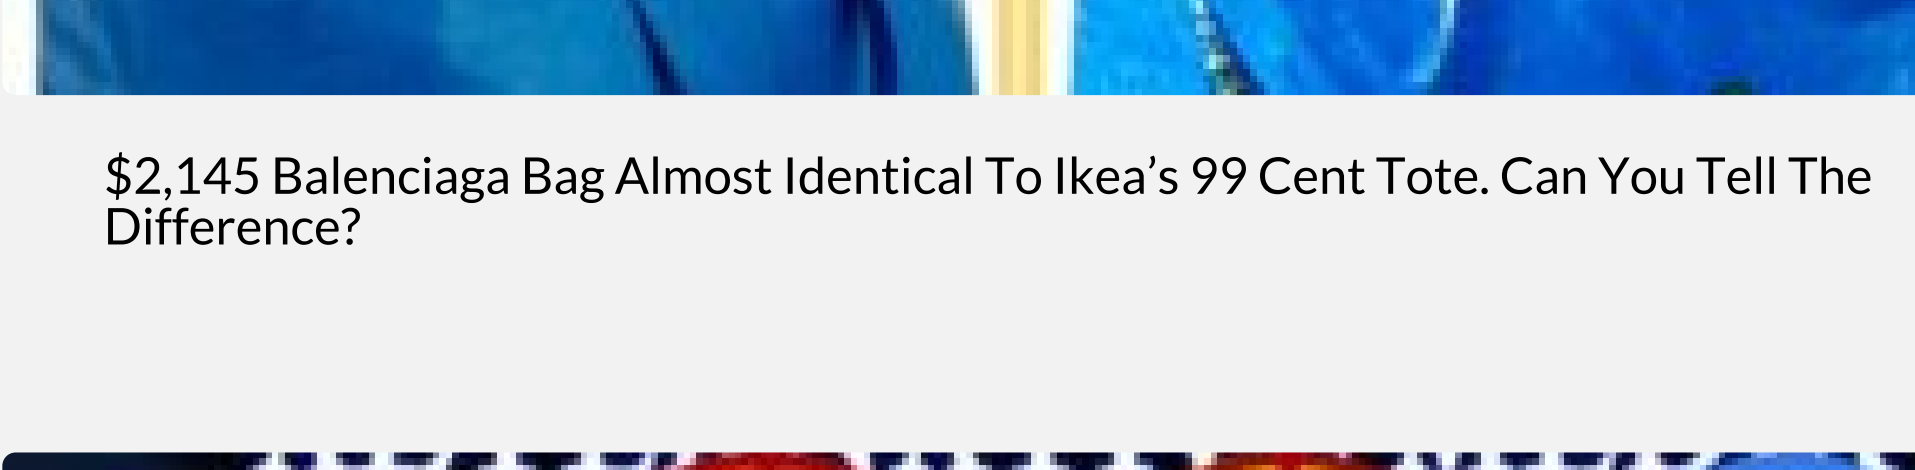 $2,145 Balenciaga Bag Almost Identical To Ikea’s 99 Cent Tote. Can You Tell The
Difference?